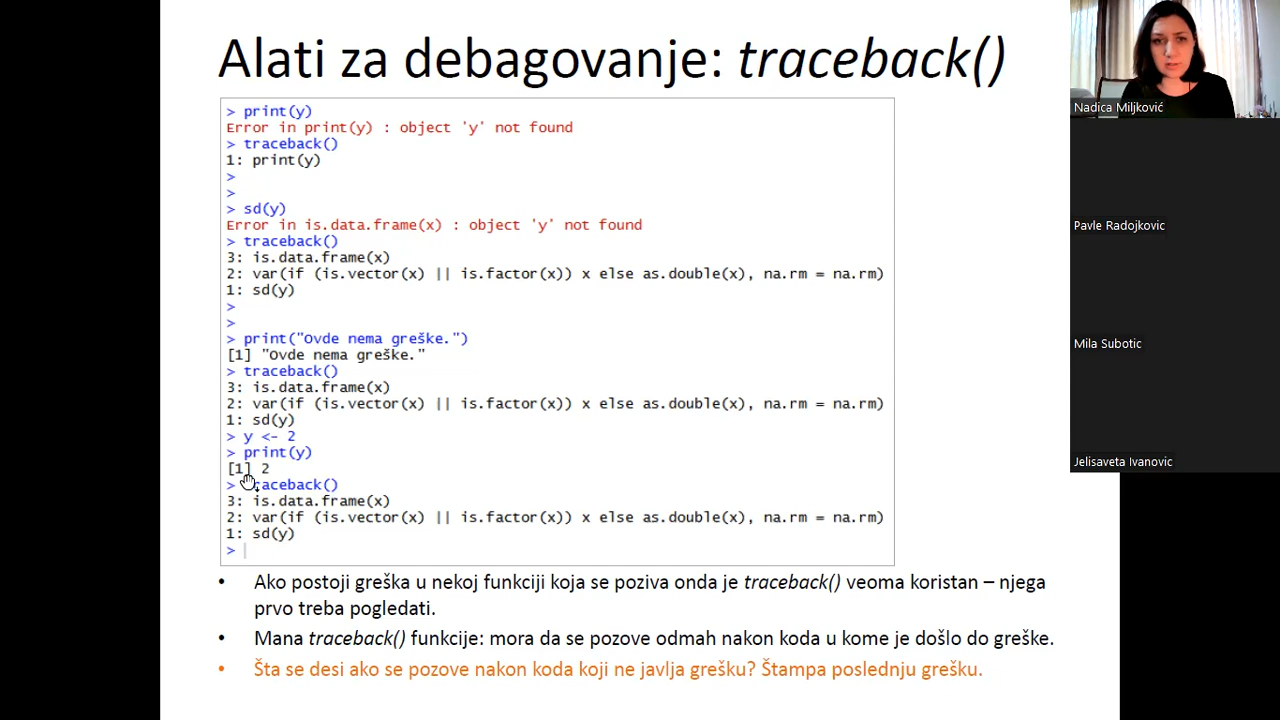 Alati za debagovanje: traceback()
> print(y)
Error in print(y) : object 'y' not found
> traceback()
1: print(y)
>
>
> sd(y)
Error in is.data.frame(x) : object 'y' not found
> traceback()
3: is.data.frame(x)
2: var(if (is.vector(x) || is.factor(x)) x else as.double(x), na.rm = na.rm)
1: sd(y)
>
>
> print("Ovde nema greške.")
[1] "Ovde nema greške."
> traceback()
3: is.data.frame(x)
2: var(if (is.vector(x) || is.factor(x)) x else as.double(x), na.rm = na.rm)
1: sd(y)
> y <- 2
> print(y)
[1] 2
> traceback()
3: is.data.frame(x)
2: var(if (is.vector(x) || is.factor(x)) x else as.double(x), na.rm = na.rm)
1: sd(y)
>
• Ako postoji greška u nekoj funkciji koja se poziva onda je traceback() veoma koristan – njega
prvo treba pogledati.
• Mana traceback() funkcije: mora da se pozove odmah nakon koda u kome je došlo do greške.
• Šta se desi ako se pozove nakon koda koji ne javlja grešku? Štampa poslednju grešku.
Nadica Miljković
Pavle Radojkovic
Mila Subotic
Jelisaveta Ivanovic